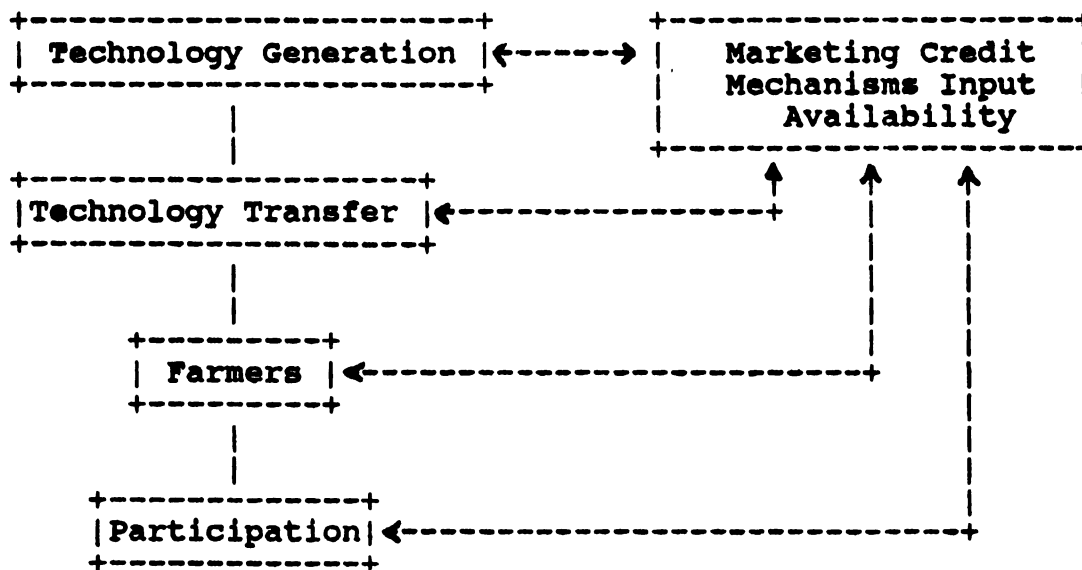 Technology Generation
Marketing Credit
Mechanisms Input
Availability
Technology Transfer
Farmers
Participation